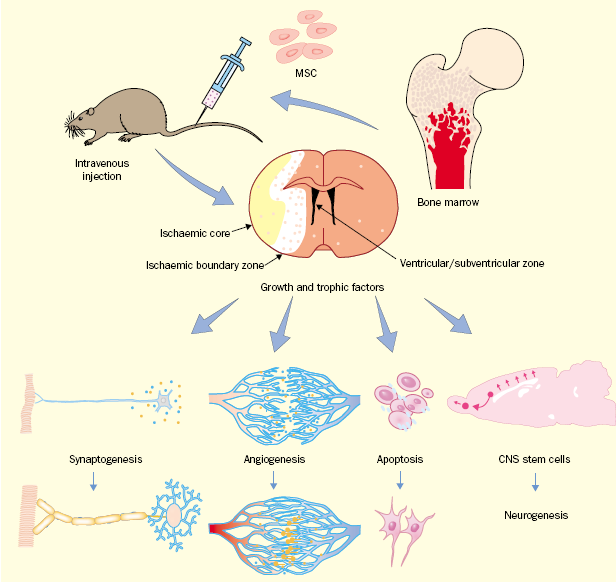 MSC
Intravenous
injection
Bone marrow
Ischaemic core
Ischaemic boundary zone
Ventricular/subventricular zone
Growth and trophic factors
Synaptogenesis
Angiogenesis
Apoptosis
CNS stem cells
Neurogenesis